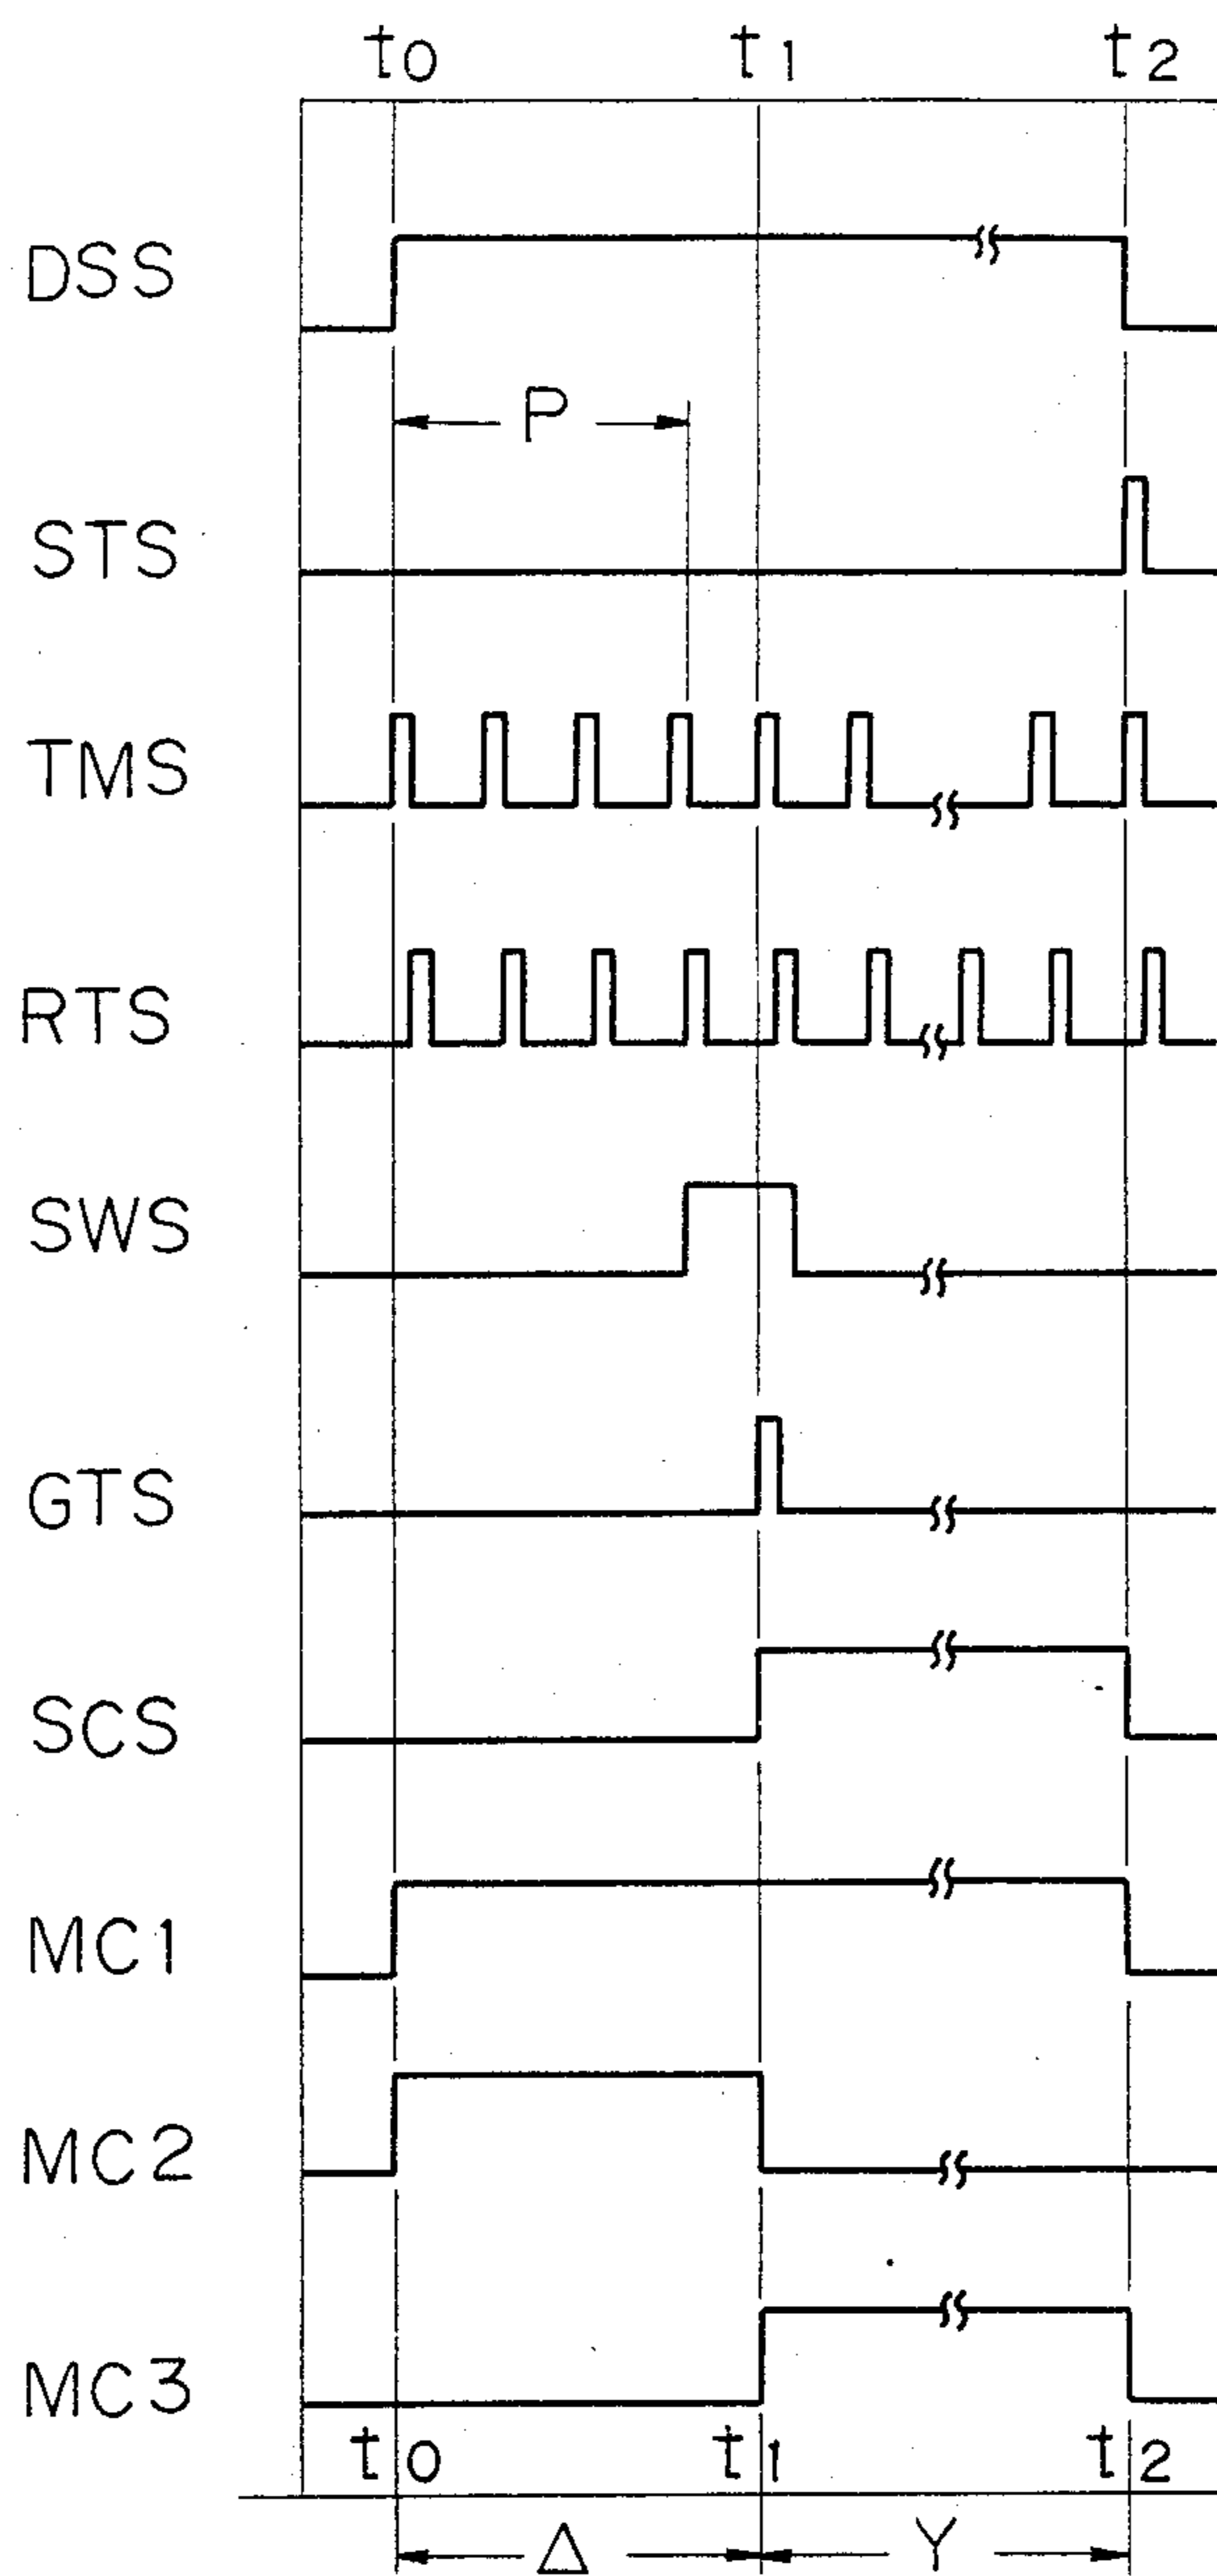 t0 t1 t2
DSS
P
STS
TMS
RTS
SWS
GTS
SCS
MC1
MC2
MC3
t0 t1 t2
Δ Y